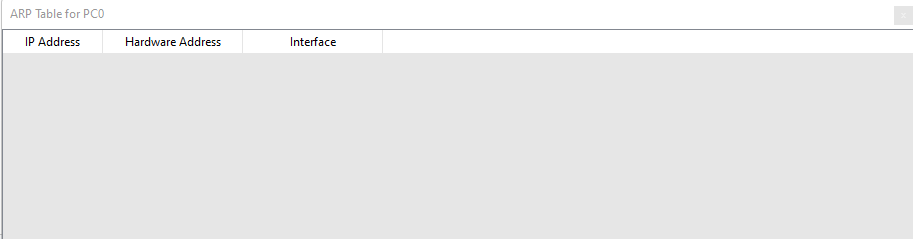 ARP Table for PC0
IP Address Hardware Address Interface